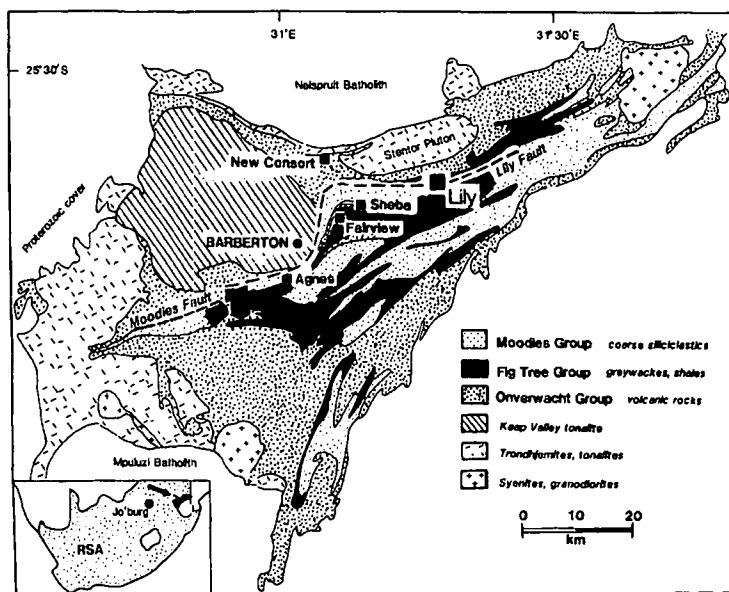 31°E
31°30'E
25°30'S
Nelspruit Batholith
Stentor Pluton
New Consort
Lily Fault
Lily
Sheba
Proterozoic cover
Fairview
BARBERTON
Agnes
Moodies Fault
Moodies Group coarse siliciclastics
Fig Tree Group greywackes, shales
Onverwacht Group volcanic rocks
Kaap Valley tonalite
Trondhjemites, tonalites
Syenites, granodiorites
Mpuluzi Batholith
Jo'burg
RSA
0 10 20
km